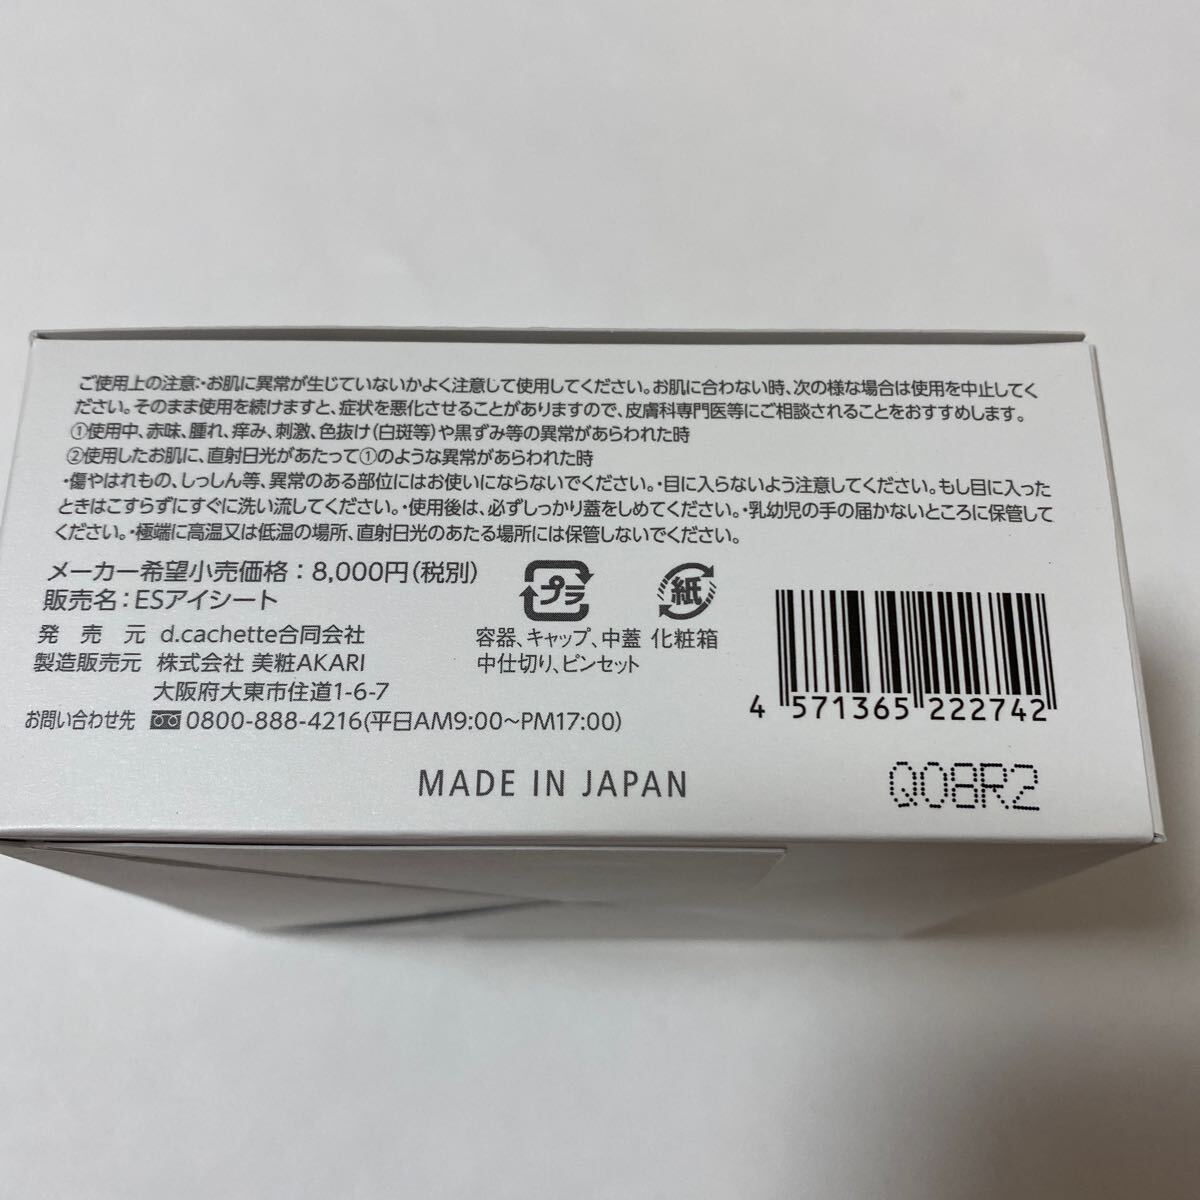 ご使用上の注意:・お肌に異常が生じていないかよく注意して使用してください。お肌に合わない時、次の様な場合は使用を中止してく
ださい。そのまま使用を続けますと、症状を悪化させることがありますので、皮膚科専門医等にご相談されることをおすすめします。
①使用中、赤味、腫れ、痒み、刺激、色抜け(白斑等)や黒ずみ等の異常があらわれた時
②使用したお肌に、直射日光があたって①のような異常があらわれた時
・傷やはれもの、しっしん等、異常のある部位にはお使いにならないでください。・目に入らないよう注意してください。もし目に入った
ときはこすらずにすぐに洗い流してください。・使用後は、必ずしっかり蓋をしめてください。・乳幼児の手の届かないところに保管して
ください。・極端に高温又は低温の場所、直射日光のあたる場所には保管しないでください。
メーカー希望小売価格:8,000円(税別)
販売名:ESアイシート
発売元 d.cachette合同会社
製造販売元 株式会社 美粧AKARI
大阪府大東市住道1-6-7
お問い合わせ先 0800-888-4216(平日AM9:00~PM17:00)
プラ
容器、キャップ、中蓋
中仕切り、ピンセット
紙
化粧箱
4 571365 222742
MADE IN JAPAN
Q08R2